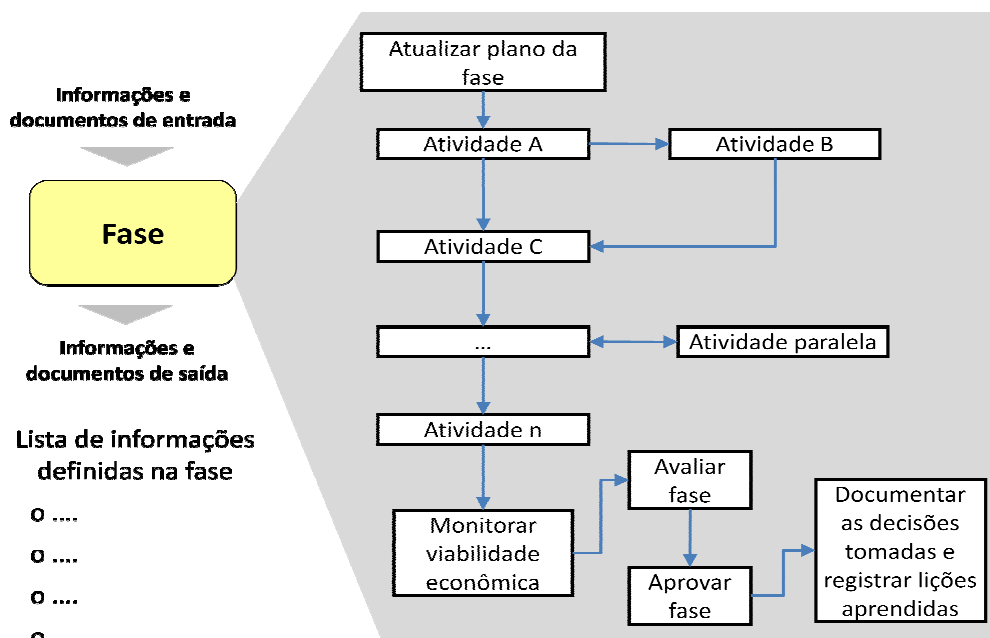 Informações e
documentos de entrada
Fase
Informações e
documentos de saída
Lista de informações
definidas na fase
o ....
o ....
o ....
Atualizar plano da
fase
Atividade A
Atividade B
Atividade C
...
Atividade paralela
Atividade n
Monitorar
viabilidade
econômica
Avaliar
fase
Aprovar
fase
Documentar
as decisões
tomadas e
registrar lições
aprendidas